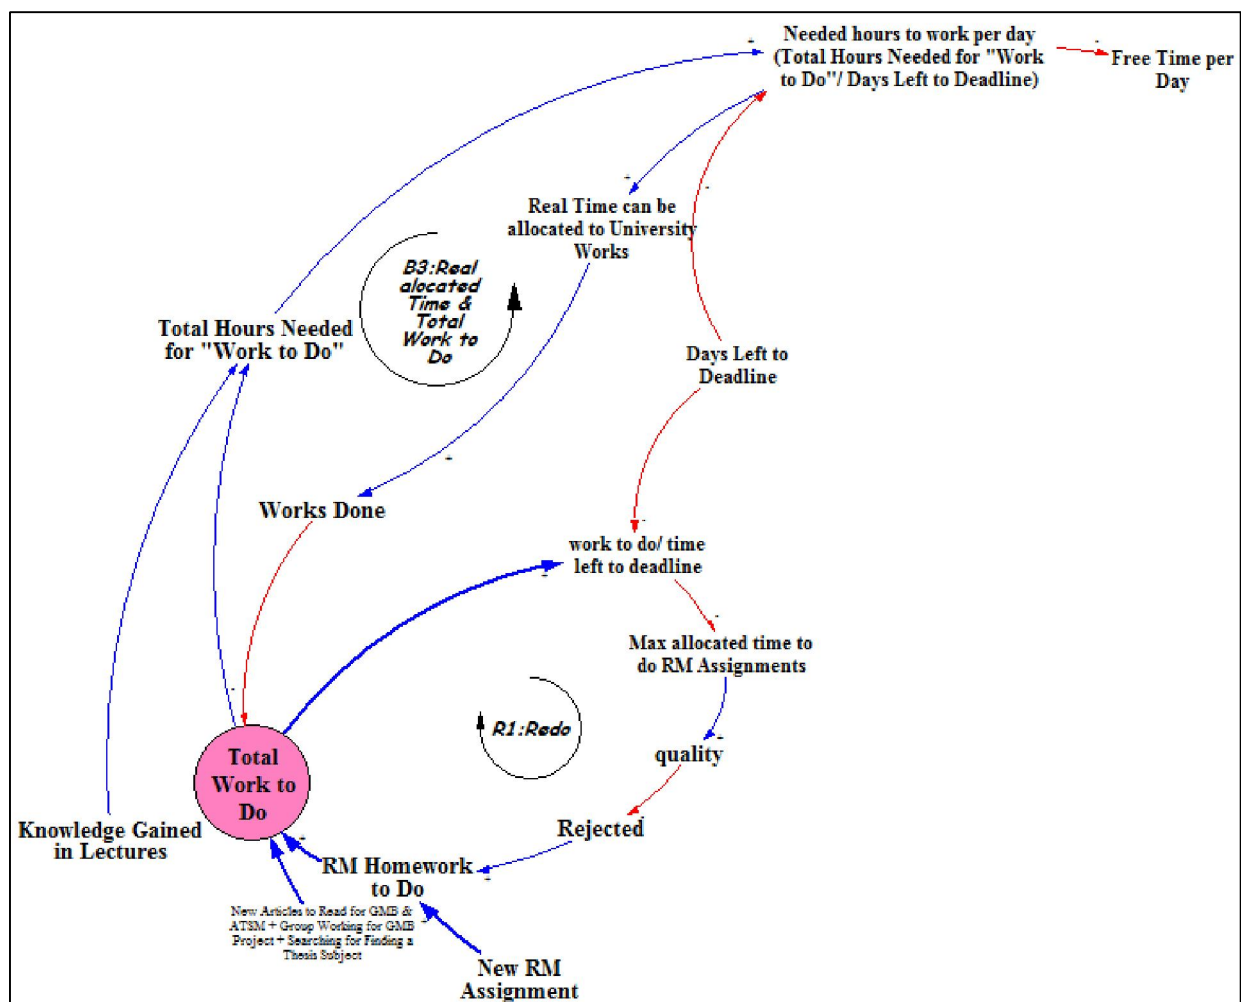 Needed hours to work per day
(Total Hours Needed for "Work
to Do"/ Days Left to Deadline)
Free Time per
Day
Real Time can be
allocated to University
Works
B3:Real
alocated
Time &
Total
Work to
Do
Total Hours Needed
for "Work to Do"
Days Left to
Deadline
Works Done
work to do/ time
left to deadline
Max allocated time to
do RM Assignments
R1:Redo
quality
Total
Work to
Do
Rejected
Knowledge Gained
in Lectures
RM Homework
to Do
New Articles to Read for GMB &
ATSM + Group Working for GMB
Project + Searching for Finding a
Thesis Subject
New RM
Assignment